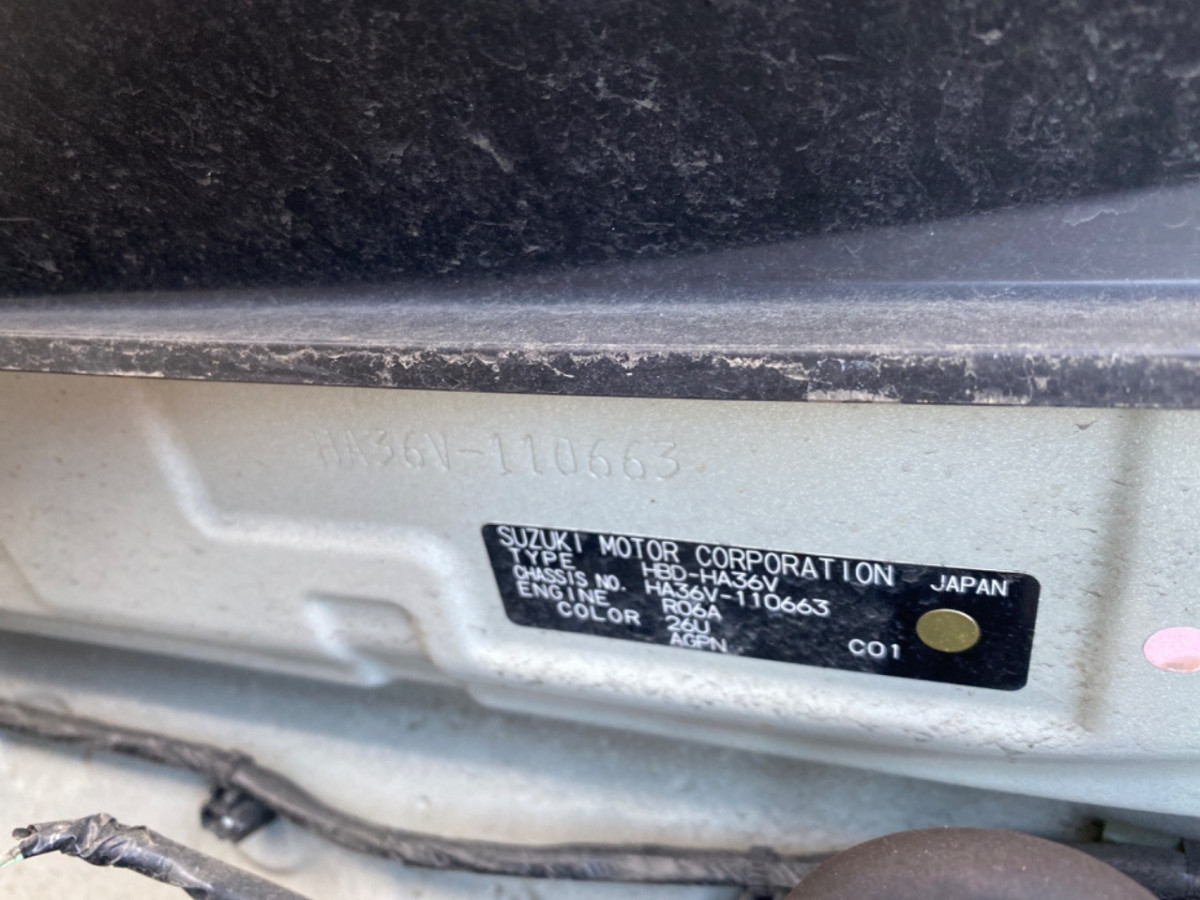 HA36V-110663
SUZUKI MOTOR CORPORATION JAPAN
TYPE HBD-HA36V
CHASSIS NO. HA36V-110663
ENGINE R06A
COLOR 26U
AGPN C01